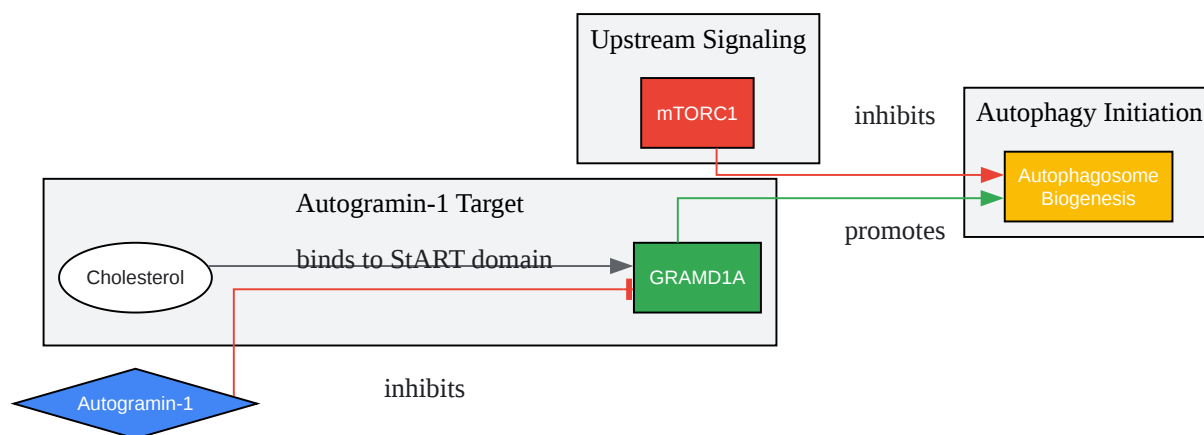 Upstream Signaling
mTORC1
inhibits
Autophagy Initiation
Autophagosome
Biogenesis
promotes
Autogramin-1 Target
binds to StART domain
Cholesterol
GRAMD1A
inhibits
Autogramin-1